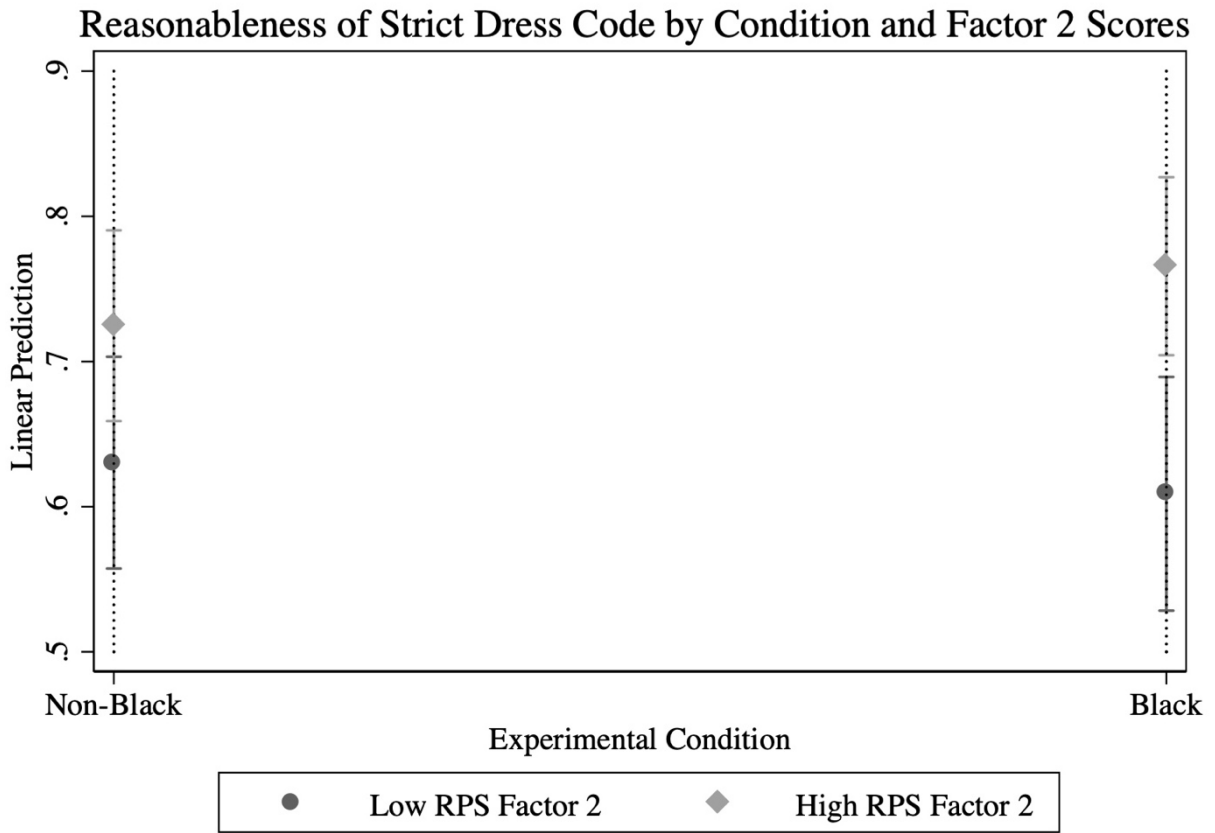 Reasonableness of Strict Dress Code by Condition and Factor 2 Scores
Linear Prediction
.9
.8
.7
.6
.5
Non-Black
Black
Experimental Condition
Low RPS Factor 2
High RPS Factor 2